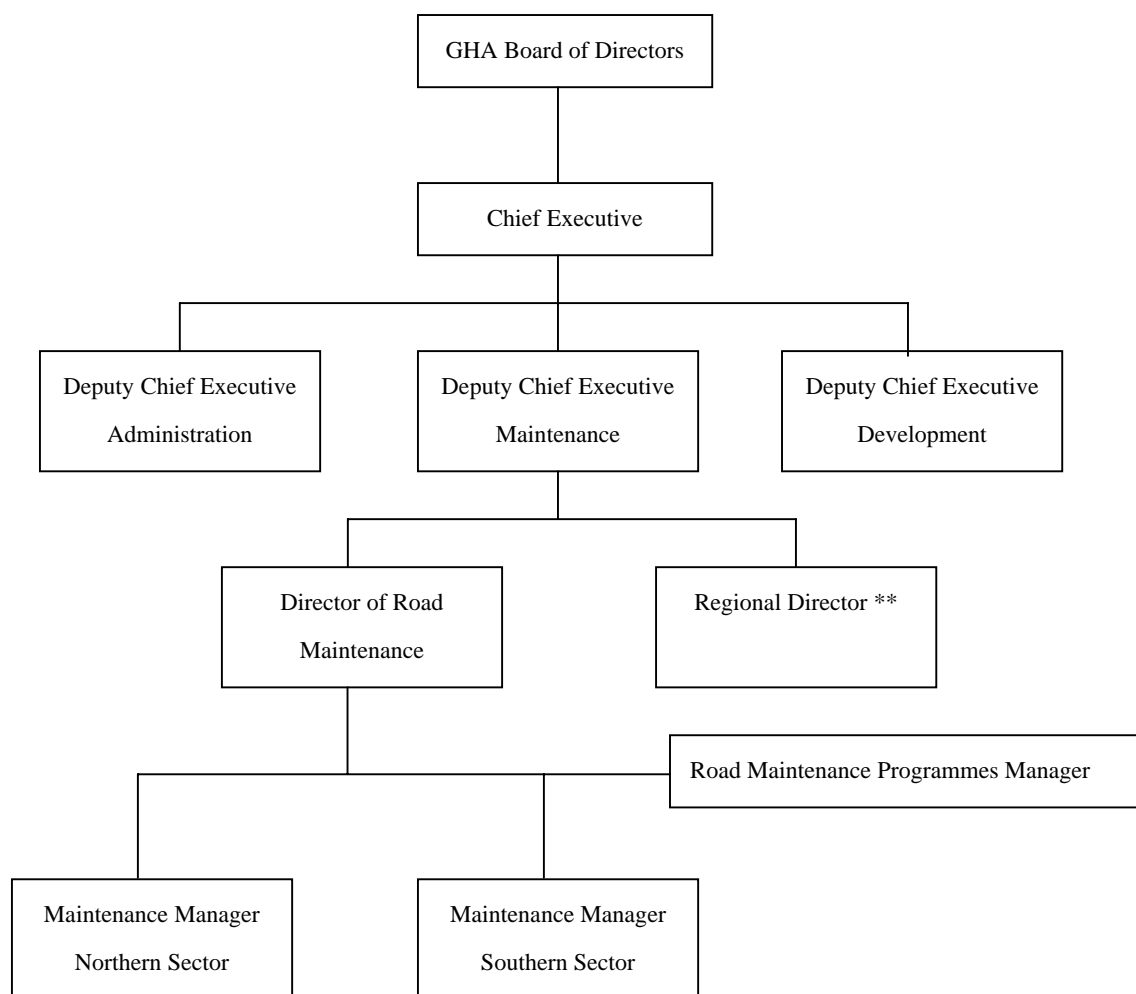 GHA Board of Directors
Chief Executive
Deputy Chief Executive
Administration
Deputy Chief Executive
Maintenance
Deputy Chief Executive
Development
Director of Road
Maintenance
Regional Director **
Road Maintenance Programmes Manager
Maintenance Manager
Northern Sector
Maintenance Manager
Southern Sector